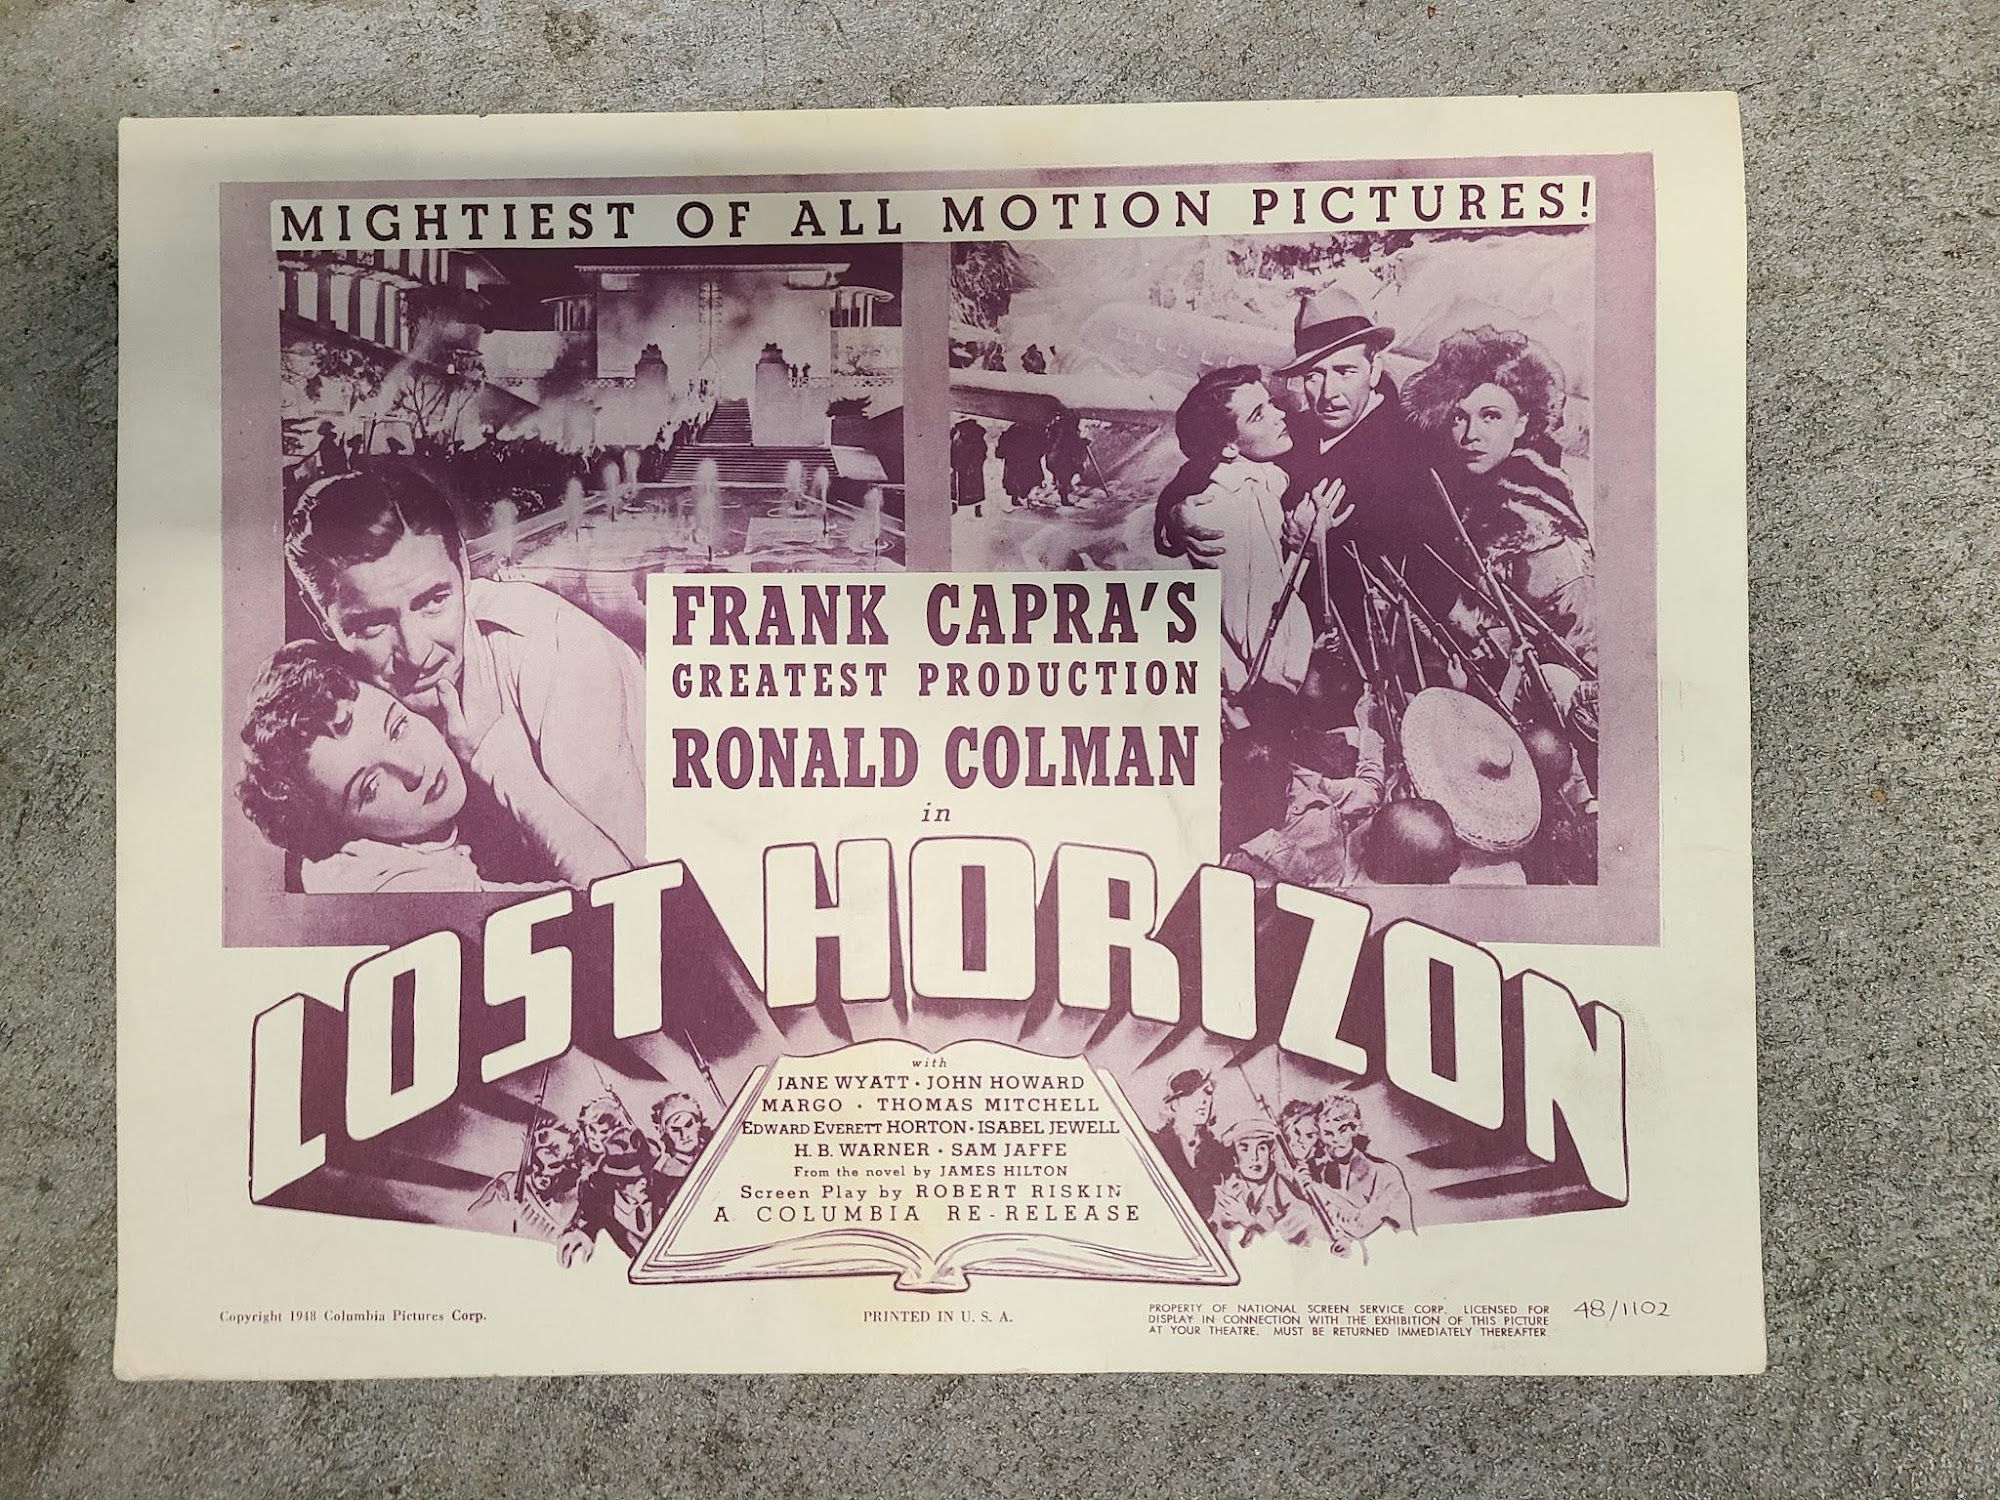 MIGHTIEST OF ALL MOTION PICTURES!
FRANK CAPRA'S
GREATEST PRODUCTION
RONALD COLMAN
in
LOST HORIZON
with
JANE WYATT · JOHN HOWARD
MARGO · THOMAS MITCHELL
EDWARD EVERETT HORTON · ISABEL JEWELL
H. B. WARNER · SAM JAFFE
From the novel by JAMES HILTON
Screen Play by ROBERT RISKIN
A COLUMBIA RE-RELEASE
Copyright 1948 Columbia Pictures Corp.
PRINTED IN U. S. A.
PROPERTY OF NATIONAL SCREEN SERVICE CORP. LICENSED FOR
DISPLAY IN CONNECTION WITH THE EXHIBITION OF THIS PICTURE
AT YOUR THEATRE. MUST BE RETURNED IMMEDIATELY THEREAFTER.
48/1102